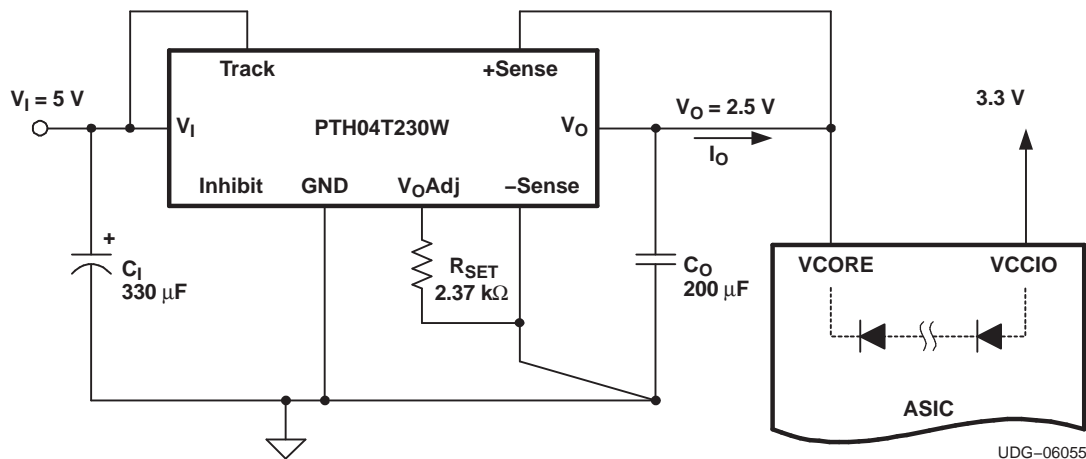 Track
+Sense
V_I = 5 V
V_I
PTH04T230W
V_O
V_O = 2.5 V
I_O
3.3 V
Inhibit
GND
V_OAdj
−Sense
+
C_I
330 μF
R_SET
2.37 kΩ
C_O
200 μF
VCORE
VCCIO
ASIC
UDG−06055